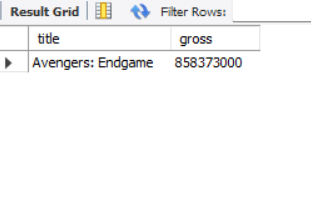 Result Grid Filter Rows:
title gross
Avengers: Endgame 858373000